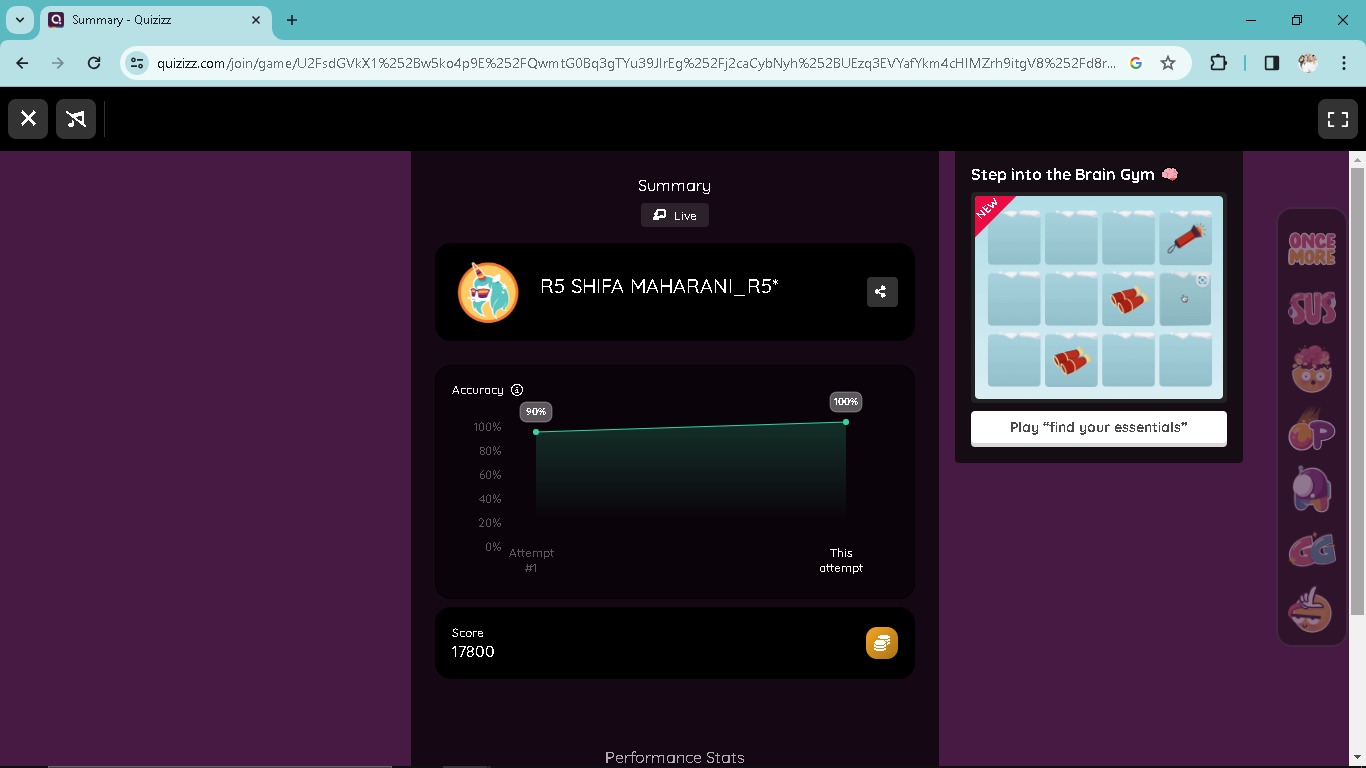 Summary - Quizizz
quizizz.com/join/game/U2FsdGVkX1%252Bw5ko4p9E%252FQwmtG0Bq3gTYu39JlrEg%252Fj2caCybNyh%252BUEzq3EVYafYkm4cHIMZrh9itgV8%252Fd8r...
Summary
Live
R5 SHIFA MAHARANI_R5*
Accuracy
90%
100%
100%
80%
60%
40%
20%
0%
Attempt
#1
This
attempt
Score
17800
Performance Stats
Step into the Brain Gym
NEW
Play “find your essentials”
ONCE
MORE
SUS
OP
GG